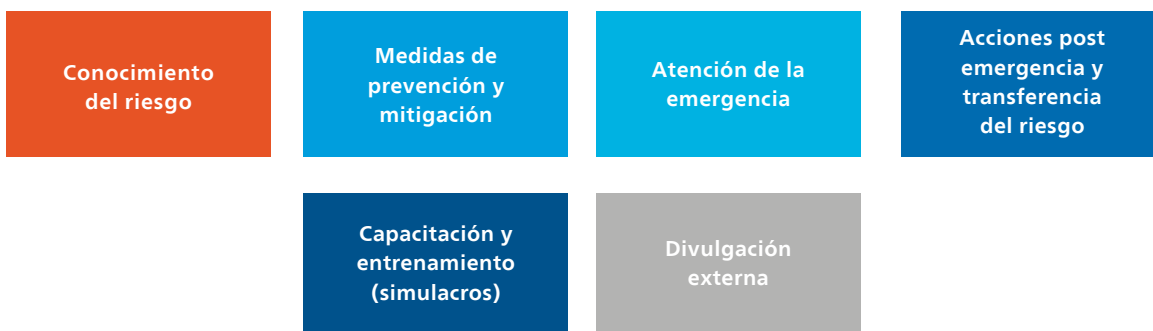 Conocimiento
del riesgo
Medidas de
prevención y
mitigación
Atención de la
emergencia
Acciones post
emergencia y
transferencia
del riesgo
Capacitación y
entrenamiento
(simulacros)
Divulgación
externa